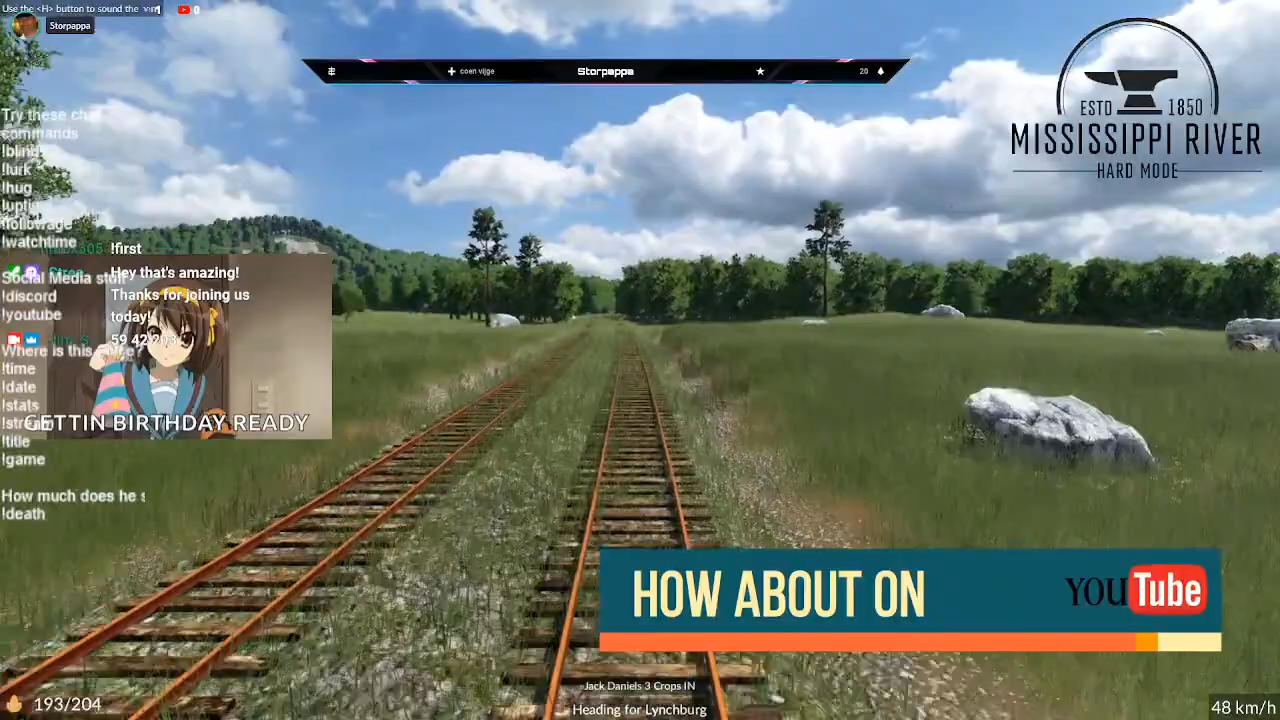 Use the <H> button to sound the
0
Storpappa
coen vijge
Storpappa
20
ESTD 1850
MISSISSIPPI RIVER
HARD MODE
Try these chat
commands
!blind
!lurk
!hug
!followage
!watchtime
!first
Hey that's amazing!
Thanks for joining us
today!
Social Media stuff
!discord
!youtube
Where is this
!time
!date
!stats
!title
!game
GETTIN BIRTHDAY READY
How much does he s
!death
HOW ABOUT ON
YOUTube
Jack Daniels 3 Crops IN
Heading for Lynchburg
193/204
48 km/h